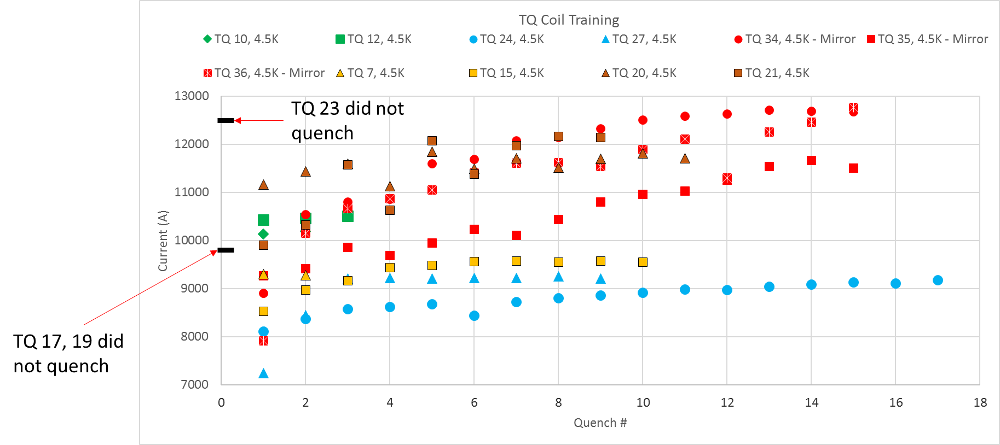 TQ Coil Training
TQ 10, 4.5K TQ 12, 4.5K TQ 24, 4.5K TQ 27, 4.5K TQ 34, 4.5K - Mirror TQ 35, 4.5K - Mirror
TQ 36, 4.5K - Mirror TQ 7, 4.5K TQ 15, 4.5K TQ 20, 4.5K TQ 21, 4.5K
13000
TQ 23 did not
quench
12000
11000
Current (A)
10000
9000
8000
TQ 17, 19 did
not quench
7000
0 2 4 6 8 10 12 14 16 18
Quench #